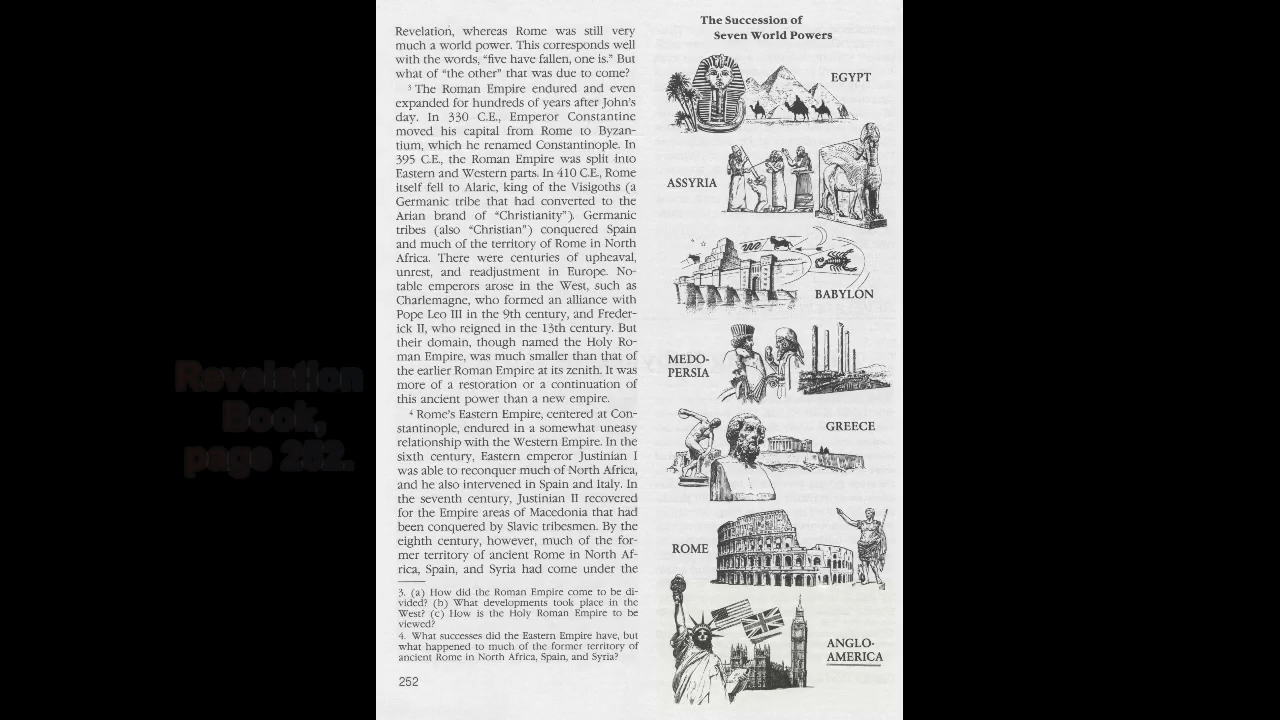 Revelation, whereas Rome was still very
much a world power. This corresponds well
with the words, “five have fallen, one is.” But
what of “the other” that was due to come?
3 The Roman Empire endured and even
expanded for hundreds of years after John’s
day. In 330 C.E., Emperor Constantine
moved his capital from Rome to Byzan-
tium, which he renamed Constantinople. In
395 C.E., the Roman Empire was split into
Eastern and Western parts. In 410 C.E., Rome
itself fell to Alaric, king of the Visigoths (a
Germanic tribe that had converted to the
Arian brand of “Christianity”). Germanic
tribes (also “Christian”) conquered Spain
and much of the territory of Rome in North
Africa. There were centuries of upheaval,
unrest, and readjustment in Europe. No-
table emperors arose in the West, such as
Charlemagne, who formed an alliance with
Pope Leo III in the 9th century, and Freder-
ick II, who reigned in the 13th century. But
their domain, though named the Holy Ro-
man Empire, was much smaller than that of
the earlier Roman Empire at its zenith. It was
more of a restoration or a continuation of
this ancient power than a new empire.
4 Rome’s Eastern Empire, centered at Con-
stantinople, endured in a somewhat uneasy
relationship with the Western Empire. In the
sixth century, Eastern emperor Justinian I
was able to reconquer much of North Africa,
and he also intervened in Spain and Italy. In
the seventh century, Justinian II recovered
for the Empire areas of Macedonia that had
been conquered by Slavic tribesmen. By the
eighth century, however, much of the for-
mer territory of ancient Rome in North Af-
rica, Spain, and Syria had come under the
3. (a) How did the Roman Empire come to be di-
vided? (b) What developments took place in the
West? (c) How is the Holy Roman Empire to be
viewed?
4. What successes did the Eastern Empire have, but
what happened to much of the former territory of
ancient Rome in North Africa, Spain, and Syria?
252
The Succession of
Seven World Powers
EGYPT
ASSYRIA
BABYLON
MEDO-
PERSIA
GREECE
ROME
ANGLO-
AMERICA
Revelation
Book,
page 252.